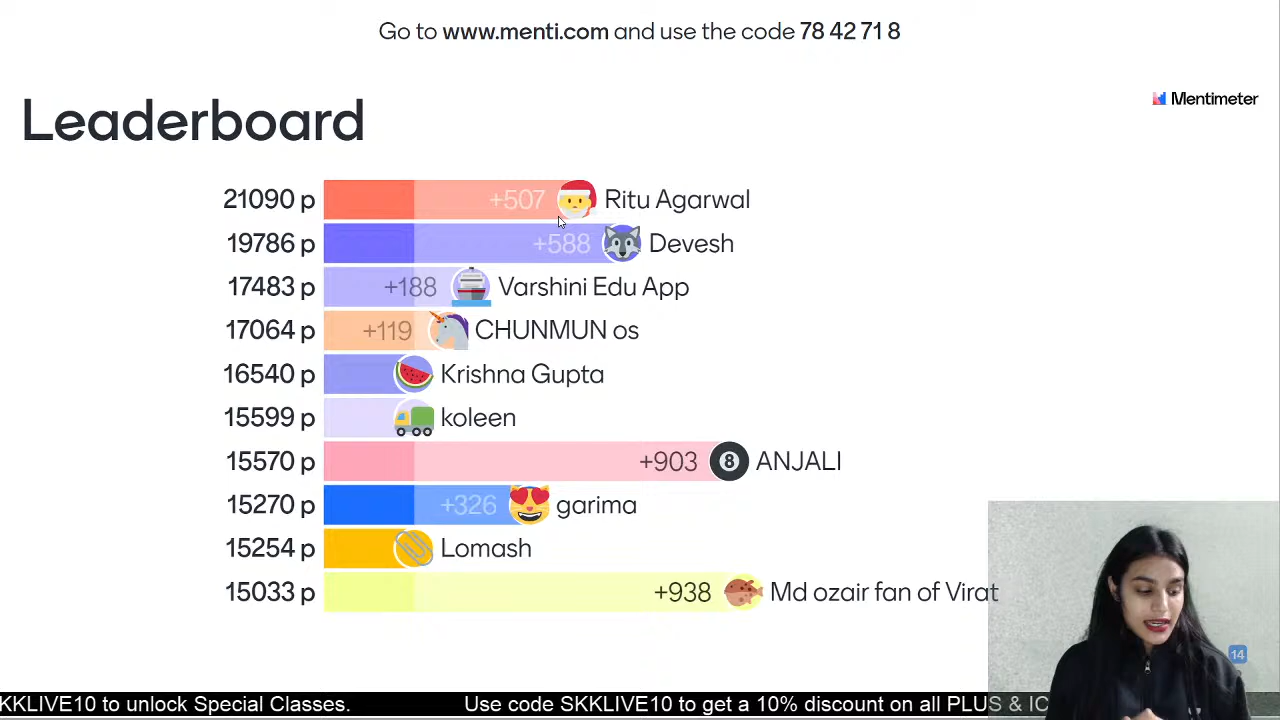 Go to www.menti.com and use the code 78 42 71 8
Mentimeter
Leaderboard
21090 p +507 Ritu Agarwal
19786 p +588 Devesh
17483 p +188 Varshini Edu App
17064 p +119 CHUNMUN os
16540 p Krishna Gupta
15599 p koleen
15570 p +903 8 ANJALI
15270 p +326 garima
15254 p Lomash
15033 p +938 Md ozair fan of Virat
14
KKLIVE10 to unlock Special Classes. Use code SKKLIVE10 to get a 10% discount on all PLUS & IC